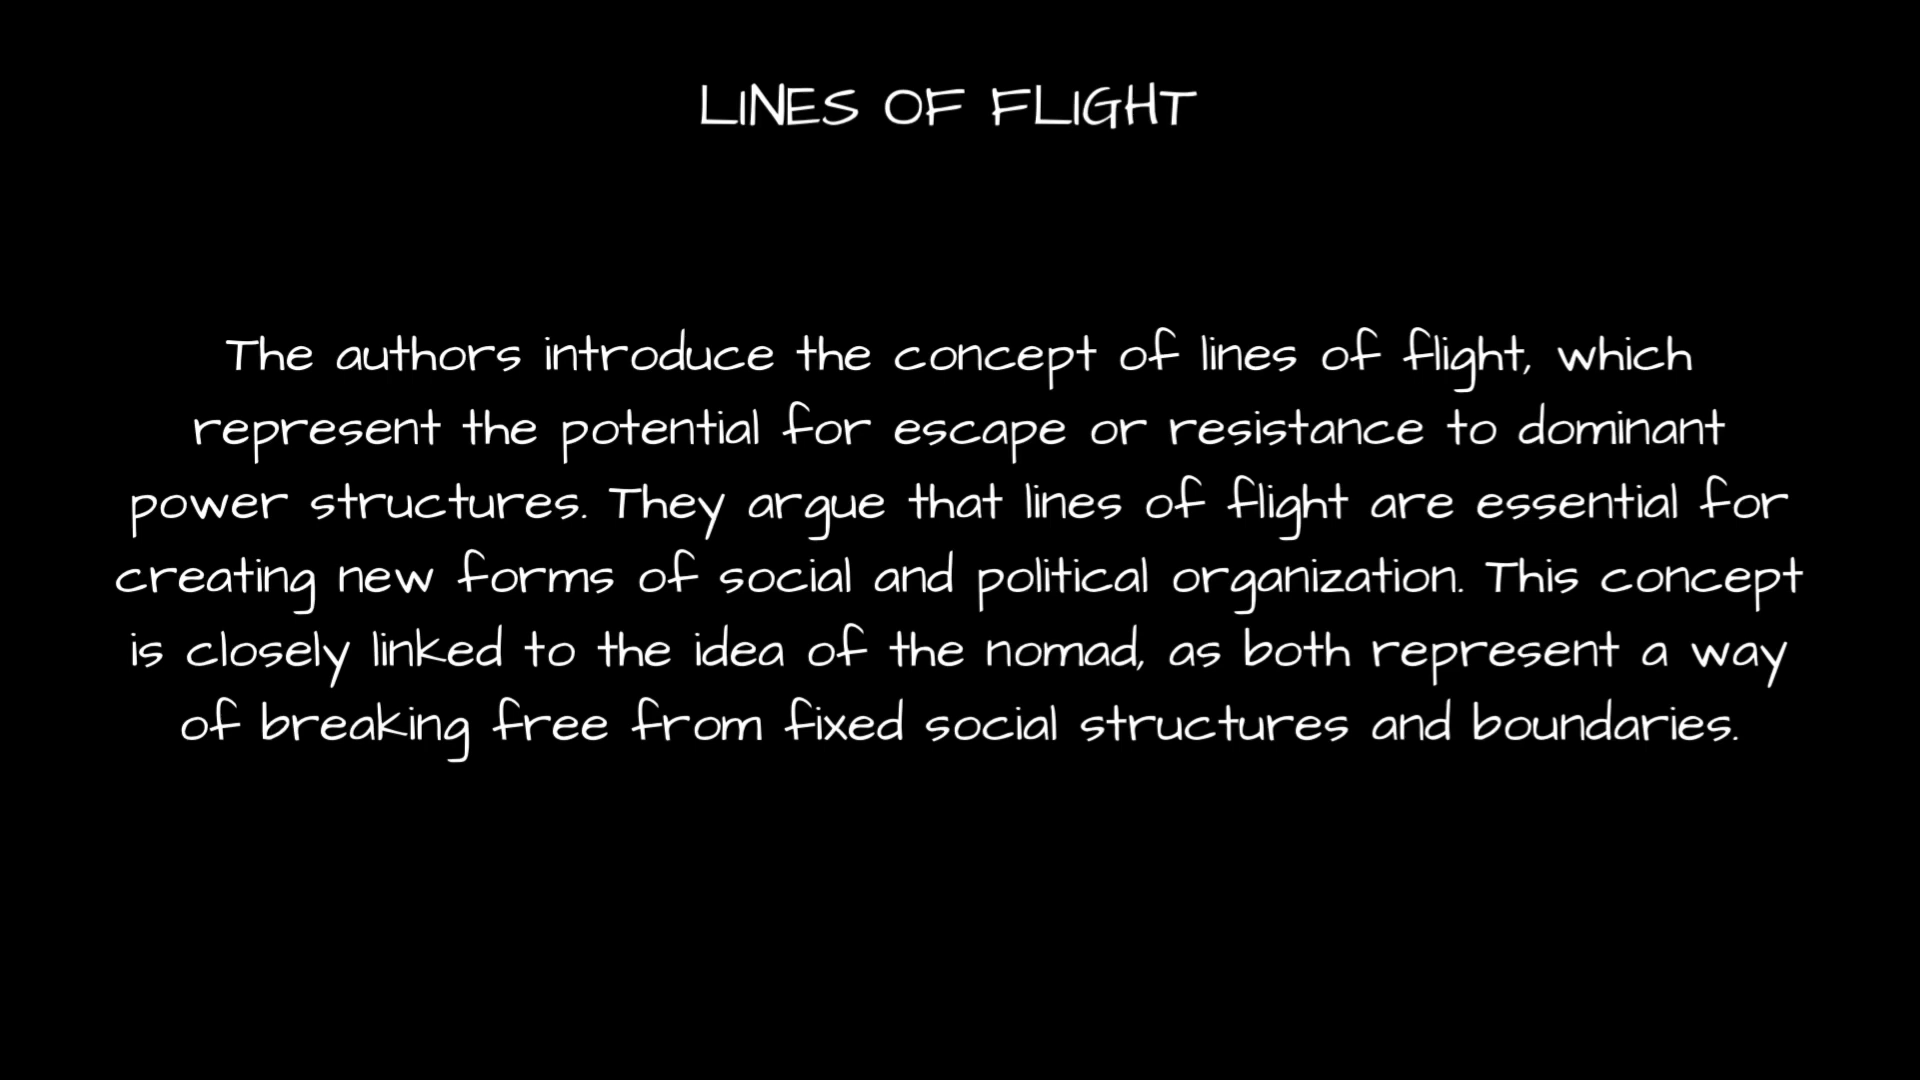 LINES OF FLIGHT
The authors introduce the concept of lines of flight, which
represent the potential for escape or resistance to dominant
power structures. They argue that lines of flight are essential for
creating new forms of social and political organization. This concept
is closely linked to the idea of the nomad, as both represent a way
of breaking free from fixed social structures and boundaries.